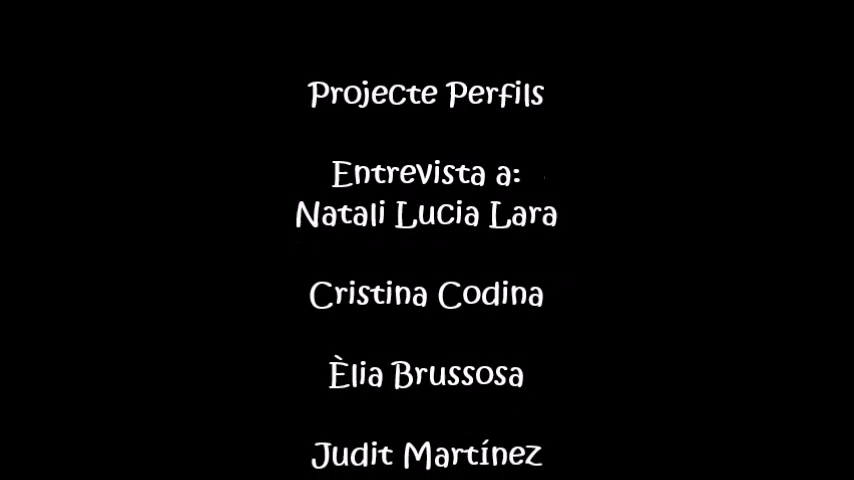 Projecte Perfils
Entrevista a:
Natali Lucia Lara
Cristina Codina
Èlia Brussosa
Judit Martínez